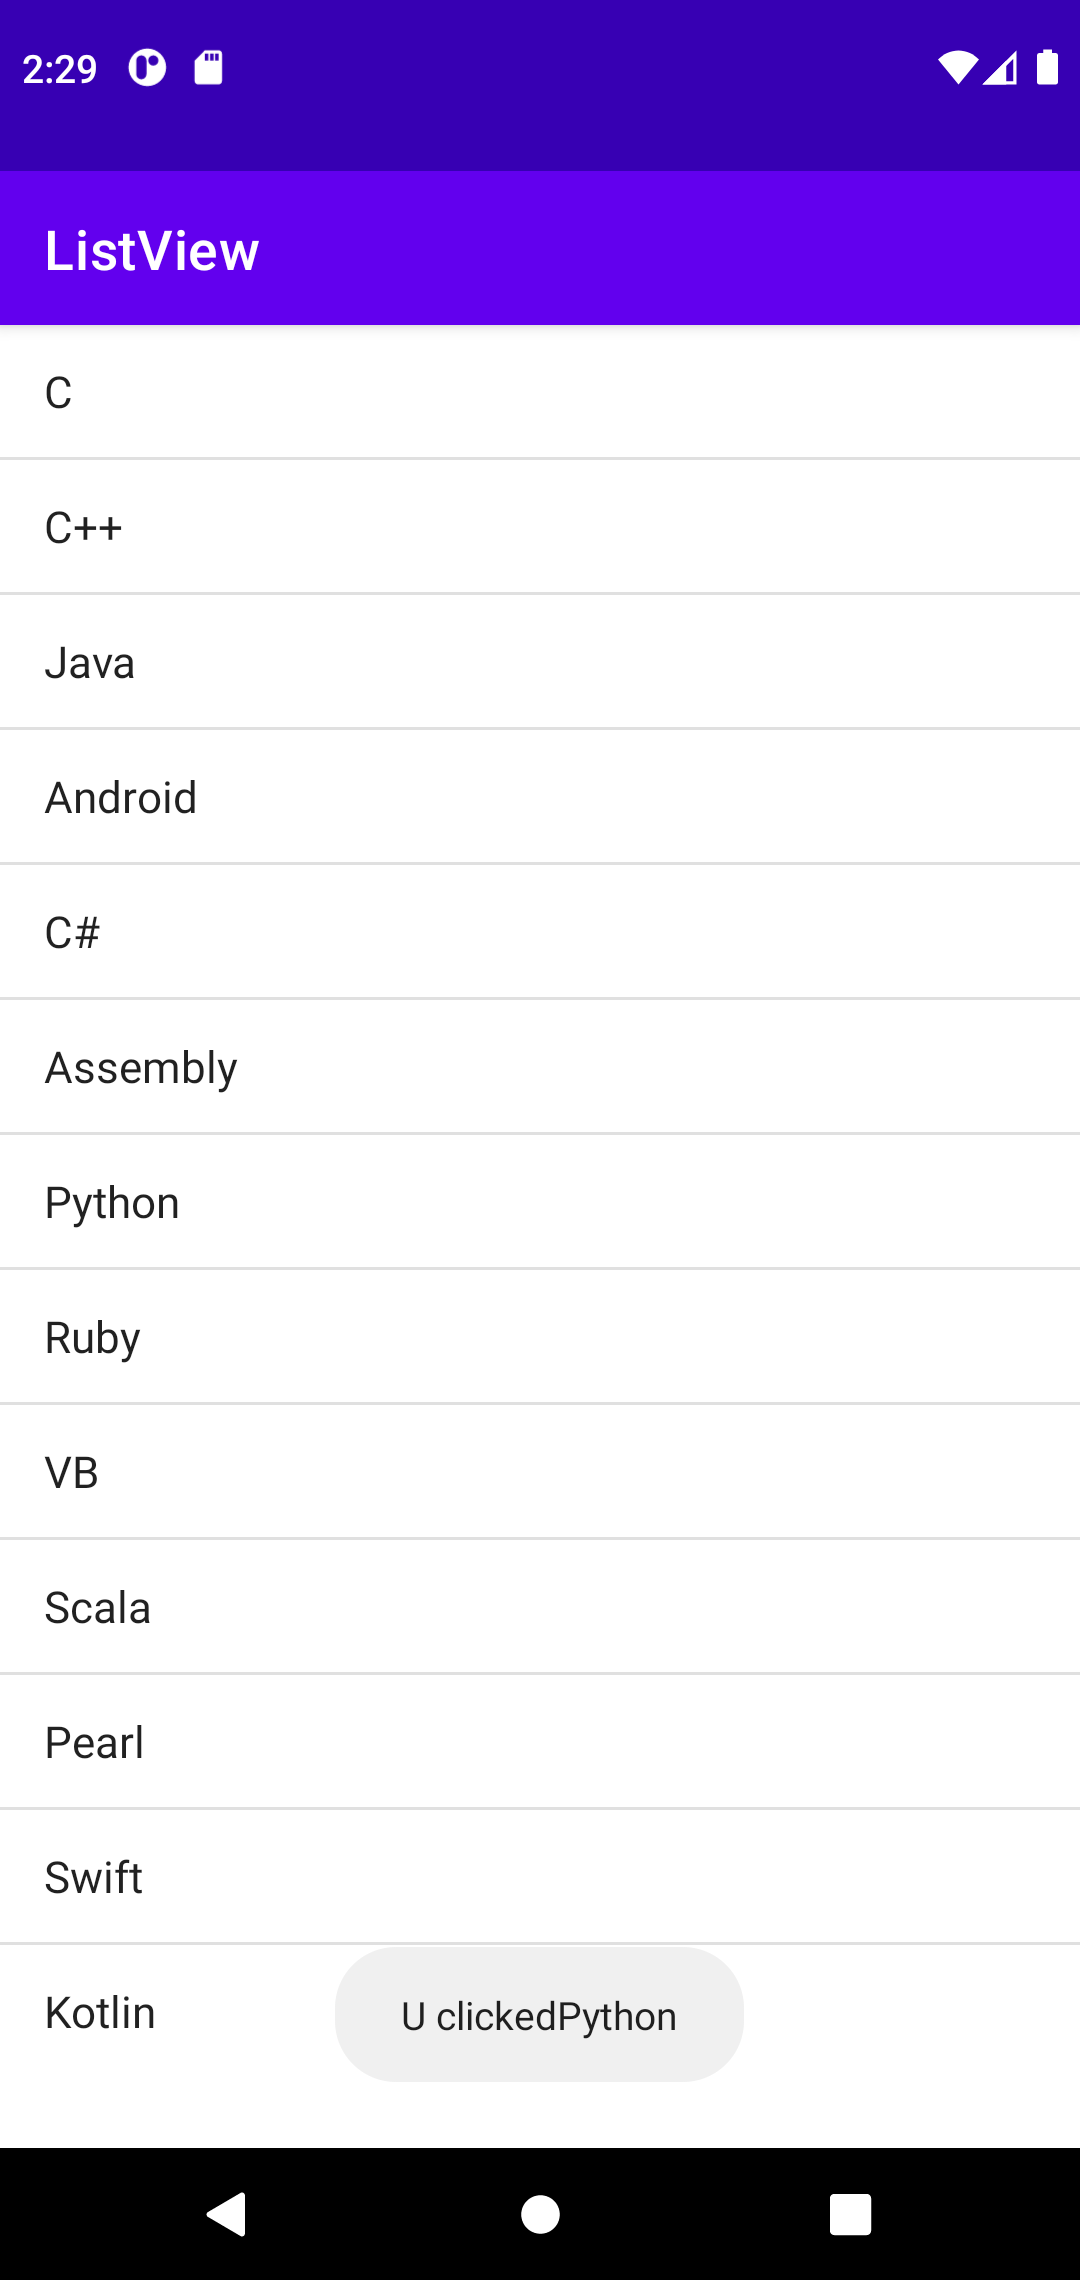 2:29
ListView
C
C++
Java
Android
C#
Assembly
Python
Ruby
VB
Scala
Pearl
Swift
Kotlin
U clickedPython